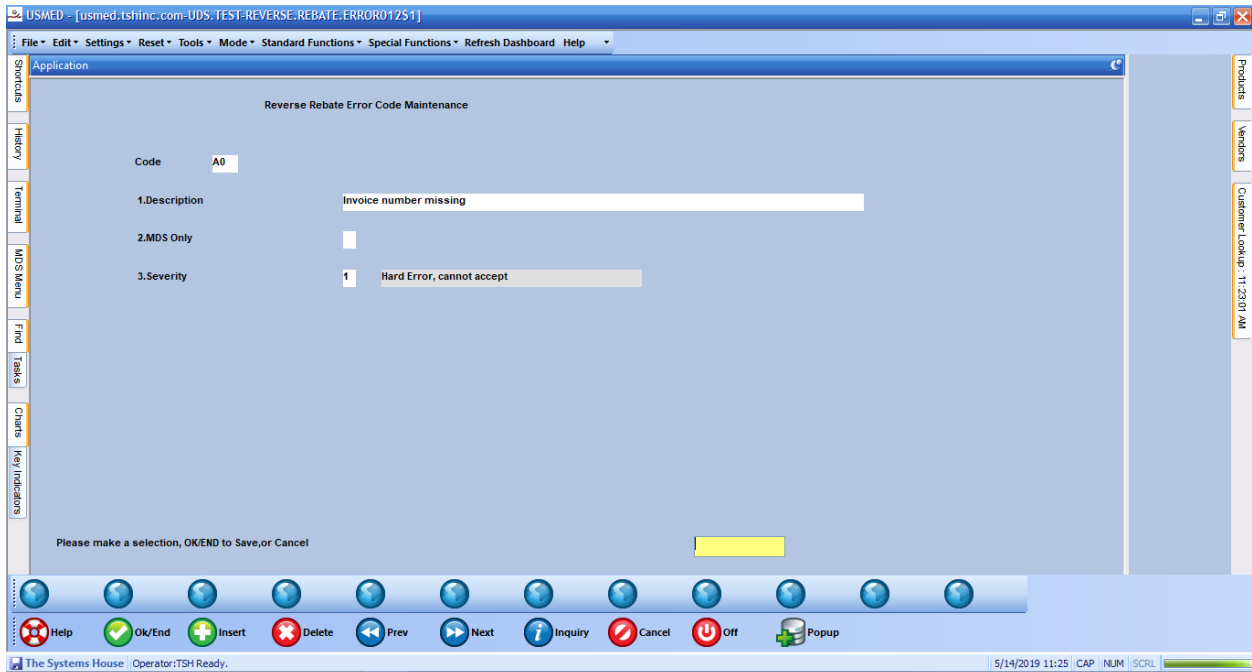 USMED - [usmed.tshinc.com-UDS.TEST-REVERSE.REBATE.ERROR012S1]
File Edit Settings Reset Tools Mode Standard Functions Special Functions Refresh Dashboard Help
Application
Shortcuts
History
Terminal
MDS Menu
Find
Tasks
Charts
Key Indicators
Reverse Rebate Error Code Maintenance
Code A0
1.Description Invoice number missing
2.MDS Only
3.Severity 1 Hard Error, cannot accept
Please make a selection, OK/END to Save,or Cancel
Products
Vendors
Customer Lookup : 11:23:01 AM
Help Ok/End Insert Delete Prev Next Inquiry Cancel Off Popup
The Systems House Operator:TSH Ready. 5/14/2019 11:25 CAP NUM SCRL